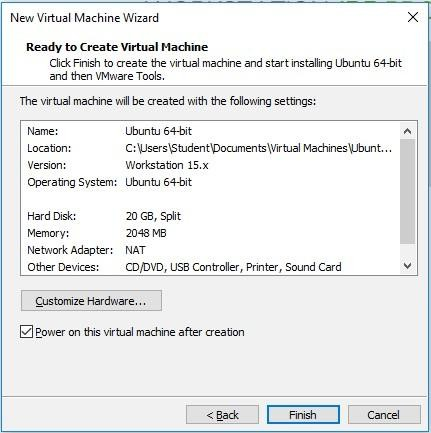 New Virtual Machine Wizard
Ready to Create Virtual Machine
Click Finish to create the virtual machine and start installing Ubuntu 64-bit
and then VMware Tools.
The virtual machine will be created with the following settings:
Name: Ubuntu 64-bit
Location: C:\Users\Student\Documents\Virtual Machines\Ubunt...
Version: Workstation 15.x
Operating System: Ubuntu 64-bit
Hard Disk: 20 GB, Split
Memory: 2048 MB
Network Adapter: NAT
Other Devices: CD/DVD, USB Controller, Printer, Sound Card
Customize Hardware...
Power on this virtual machine after creation
< Back Finish Cancel